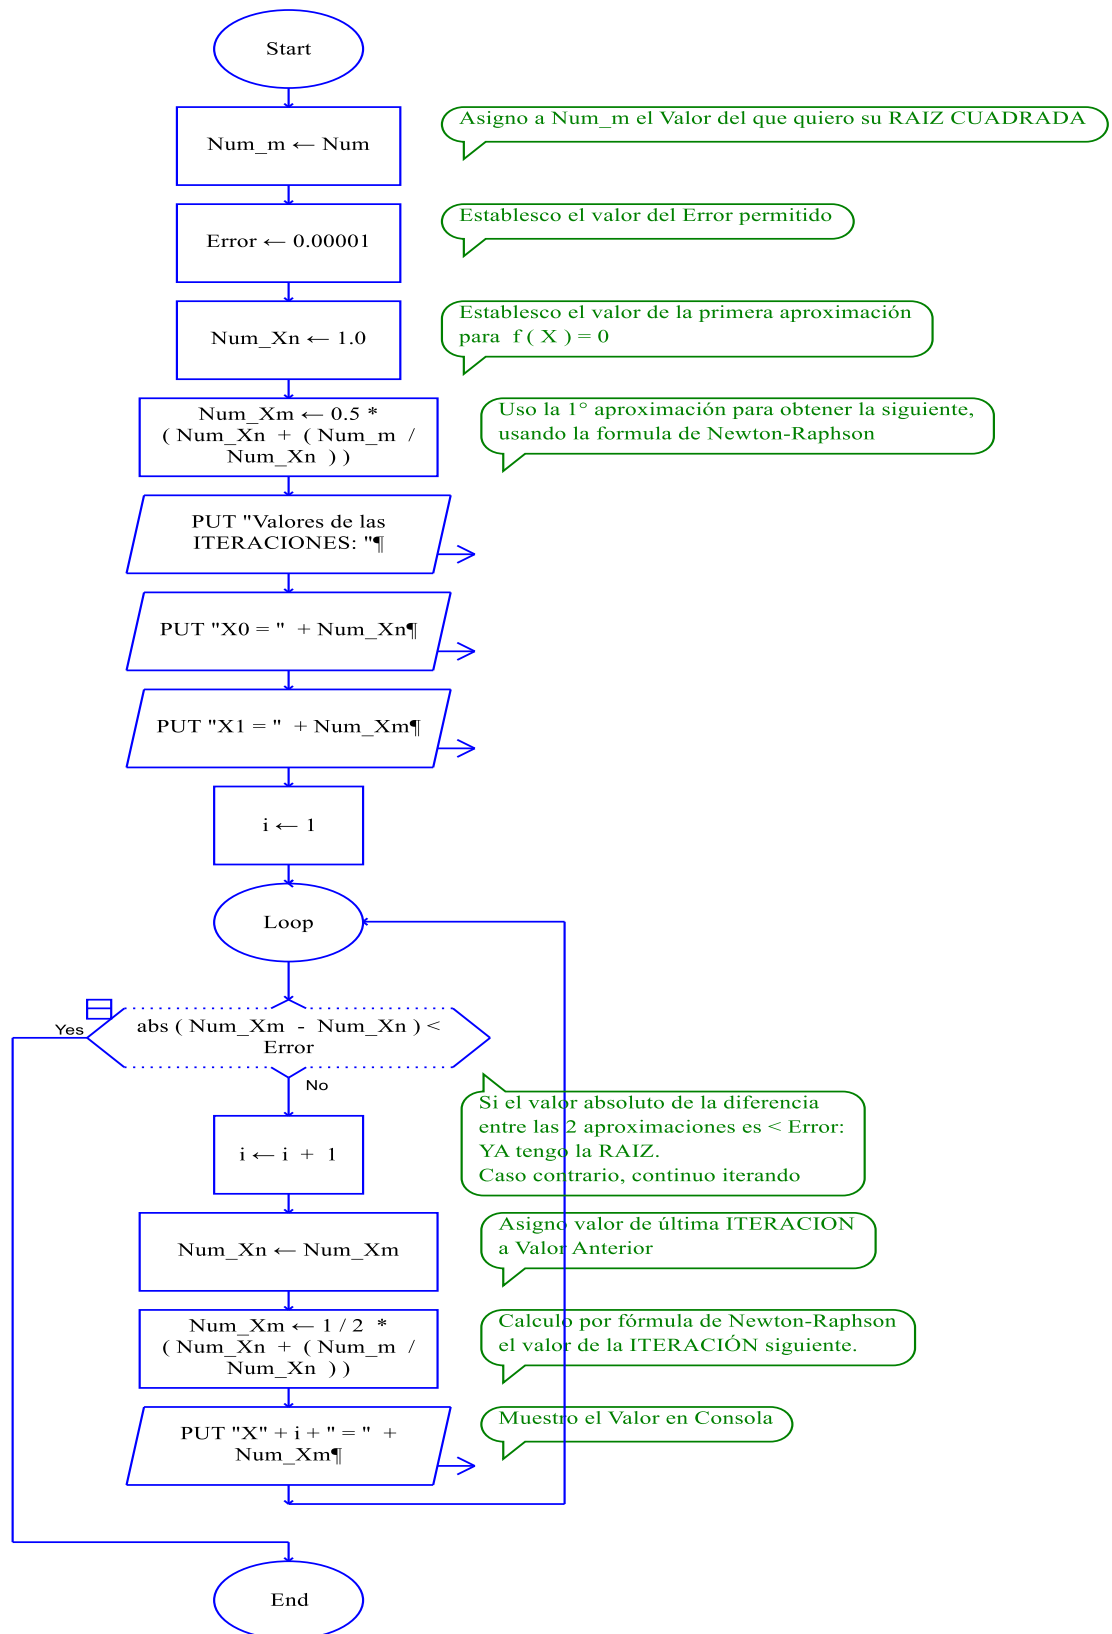 Start
Num_m ← Num
Asigno a Num_m el Valor del que quiero su RAIZ CUADRADA
Error ← 0.00001
Establesco el valor del Error permitido
Num_Xn ← 1.0
Establesco el valor de la primera aproximación
para f ( X ) = 0
Num_Xm ← 0.5 *
( Num_Xn + ( Num_m /
Num_Xn ) )
Uso la 1° aproximación para obtener la siguiente,
usando la formula de Newton-Raphson
PUT "Valores de las
ITERACIONES: "¶
PUT "X0 = " + Num_Xn¶
PUT "X1 = " + Num_Xm¶
i ← 1
Loop
Yes
abs ( Num_Xm - Num_Xn ) <
Error
No
Si el valor absoluto de la diferencia
entre las 2 aproximaciones es < Error:
YA tengo la RAIZ.
Caso contrario, continuo iterando
i ← i + 1
Num_Xn ← Num_Xm
Asigno valor de última ITERACION
a Valor Anterior
Num_Xm ← 1 / 2 *
( Num_Xn + ( Num_m /
Num_Xn ) )
Calculo por fórmula de Newton-Raphson
el valor de la ITERACIÓN siguiente.
PUT "X" + i + " = " +
Num_Xm¶
Muestro el Valor en Consola
End